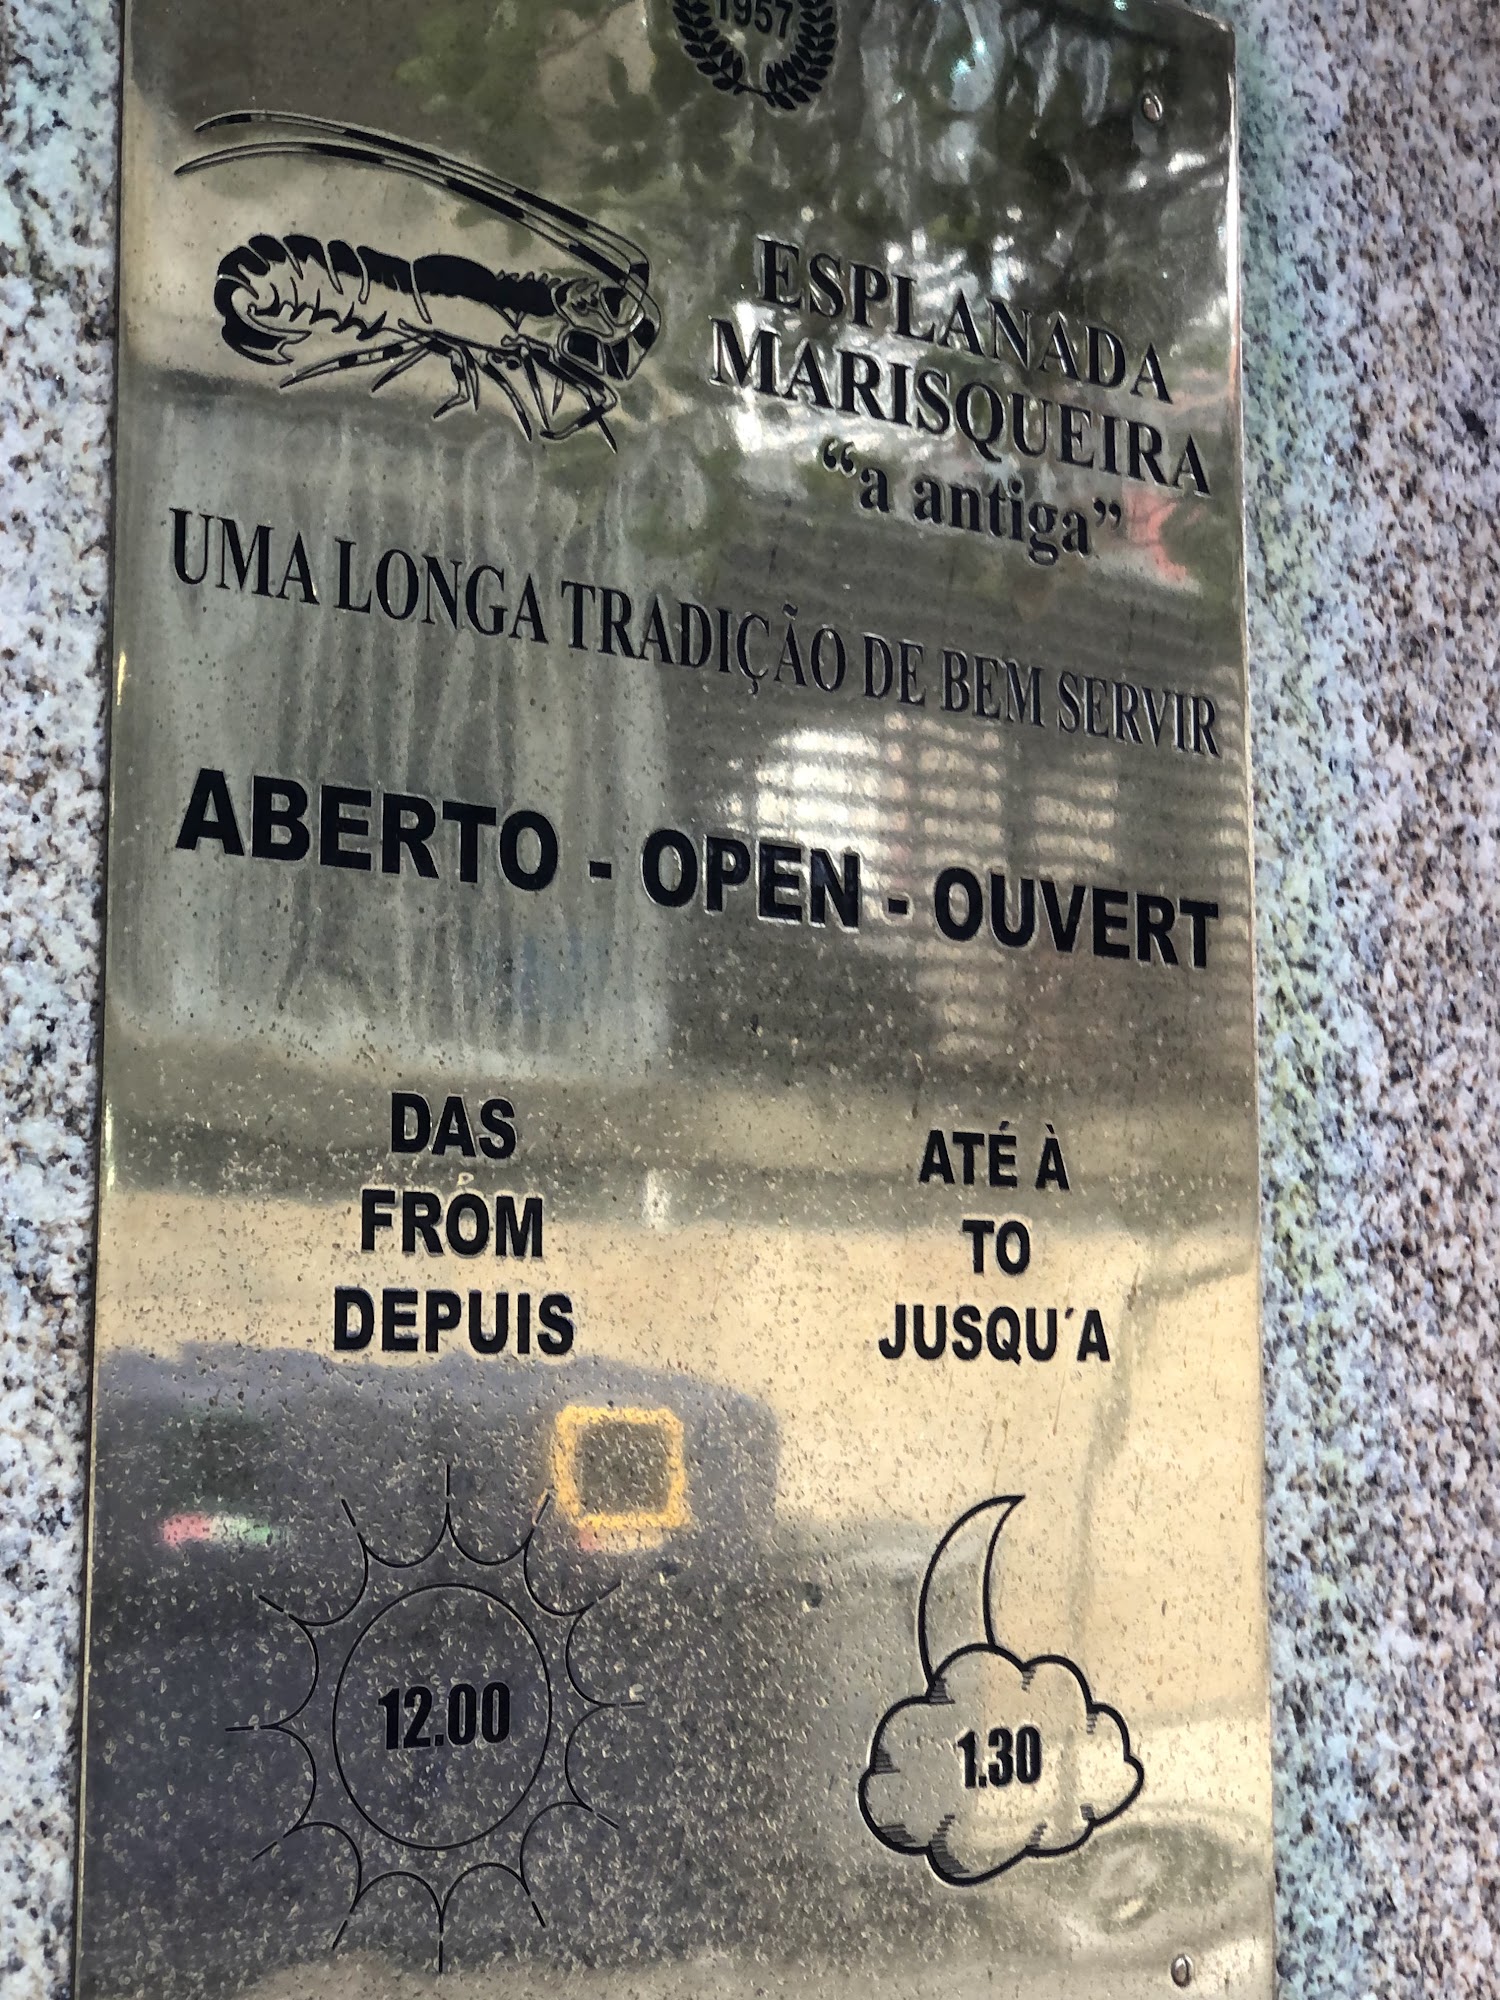 1957
ESPLANADA
MARISQUEIRA
“a antiga”
UMA LONGA TRADIÇÃO DE BEM SERVIR
ABERTO - OPEN - OUVERT
DAS
FROM
DEPUIS
ATÉ À
TO
JUSQU´A
12.00
1.30